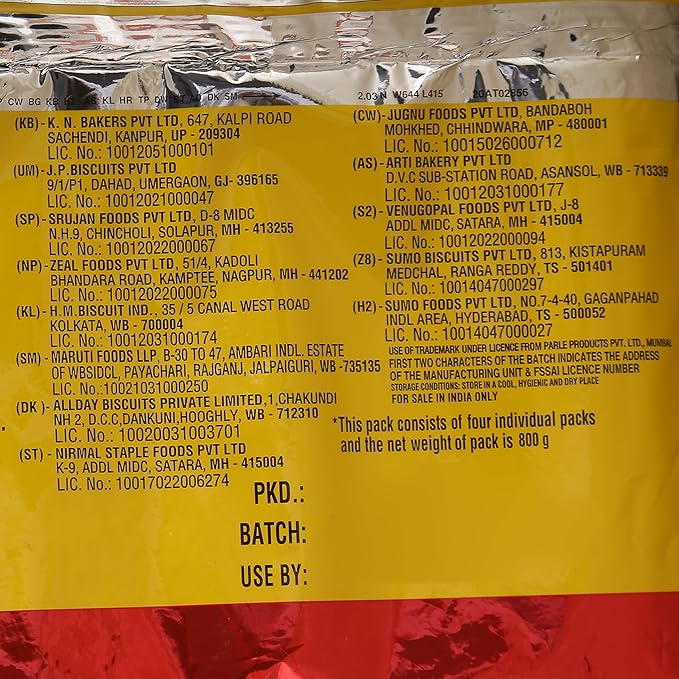 CW BG KB AS KL HR TP DK SM
2.03 N W644 L415 20AT02856
(KB)- K. N. BAKERS PVT LTD, 647, KALPI ROAD
SACHENDI, KANPUR, UP - 209304
LIC. No.: 10012051000101
(UM)- J.P.BISCUITS PVT LTD
9/1/P1, DAHAD, UMERGAON, GJ- 396165
LIC. No.: 10012021000047
(SP)- SRUJAN FOODS PVT LTD, D-8 MIDC
N.H.9, CHINCHOLI, SOLAPUR, MH - 413255
LIC. No.: 10012022000067
(NP)- ZEAL FOODS PVT LTD, 51/4, KADOLI
BHANDARA ROAD, KAMPTEE, NAGPUR, MH - 441202
LIC. No.: 10012022000075
(KL)- H.M.BISCUIT IND., 35 / 5 CANAL WEST ROAD
KOLKATA, WB - 700004
LIC. No.: 10012031000174
(SM)- MARUTI FOODS LLP, B-30 TO 47, AMBARI INDL. ESTATE
OF WBSIDCL, PAYACHARI, RAJGANJ, JALPAIGURI, WB -735135
LIC. No.:10021031000250
(DK )- ALLDAY BISCUITS PRIVATE LIMITED,1,CHAKUNDI
NH 2, D.C.C,DANKUNI,HOOGHLY, WB - 712310
LIC. No.: 10020031003701
(ST)- NIRMAL STAPLE FOODS PVT LTD
K-9, ADDL MIDC, SATARA, MH - 415004
LIC. No.: 10017022006274
(CW)- JUGNU FOODS PVT LTD, BANDABOH
MOHKHED, CHHINDWARA, MP - 480001
LIC. No.: 10015026000712
(AS)- ARTI BAKERY PVT LTD
D.V.C SUB-STATION ROAD, ASANSOL, WB - 713339
LIC. No.: 10012031000177
(S2)- VENUGOPAL FOODS PVT LTD, J-8
ADDL MIDC, SATARA, MH - 415004
LIC. No.: 10012022000094
(Z8)- SUMO BISCUITS PVT LTD, 813, KISTAPURAM
MEDCHAL, RANGA REDDY, TS - 501401
LIC. No.: 10014047000297
(H2)- SUMO FOODS PVT LTD, NO.7-4-40, GAGANPAHAD
INDL AREA, HYDERABAD, TS - 500052
LIC. No.: 10014047000027
USE OF TRADEMARK UNDER LICENCE FROM PARLE PRODUCTS PVT. LTD., MUMBAI
FIRST TWO CHARACTERS OF THE BATCH INDICATES THE ADDRESS
OF THE MANUFACTURING UNIT & FSSAI LICENCE NUMBER
STORAGE CONDITIONS: STORE IN A COOL, HYGIENIC AND DRY PLACE
FOR SALE IN INDIA ONLY
*This pack consists of four individual packs
and the net weight of pack is 800 g
PKD.:
BATCH:
USE BY: